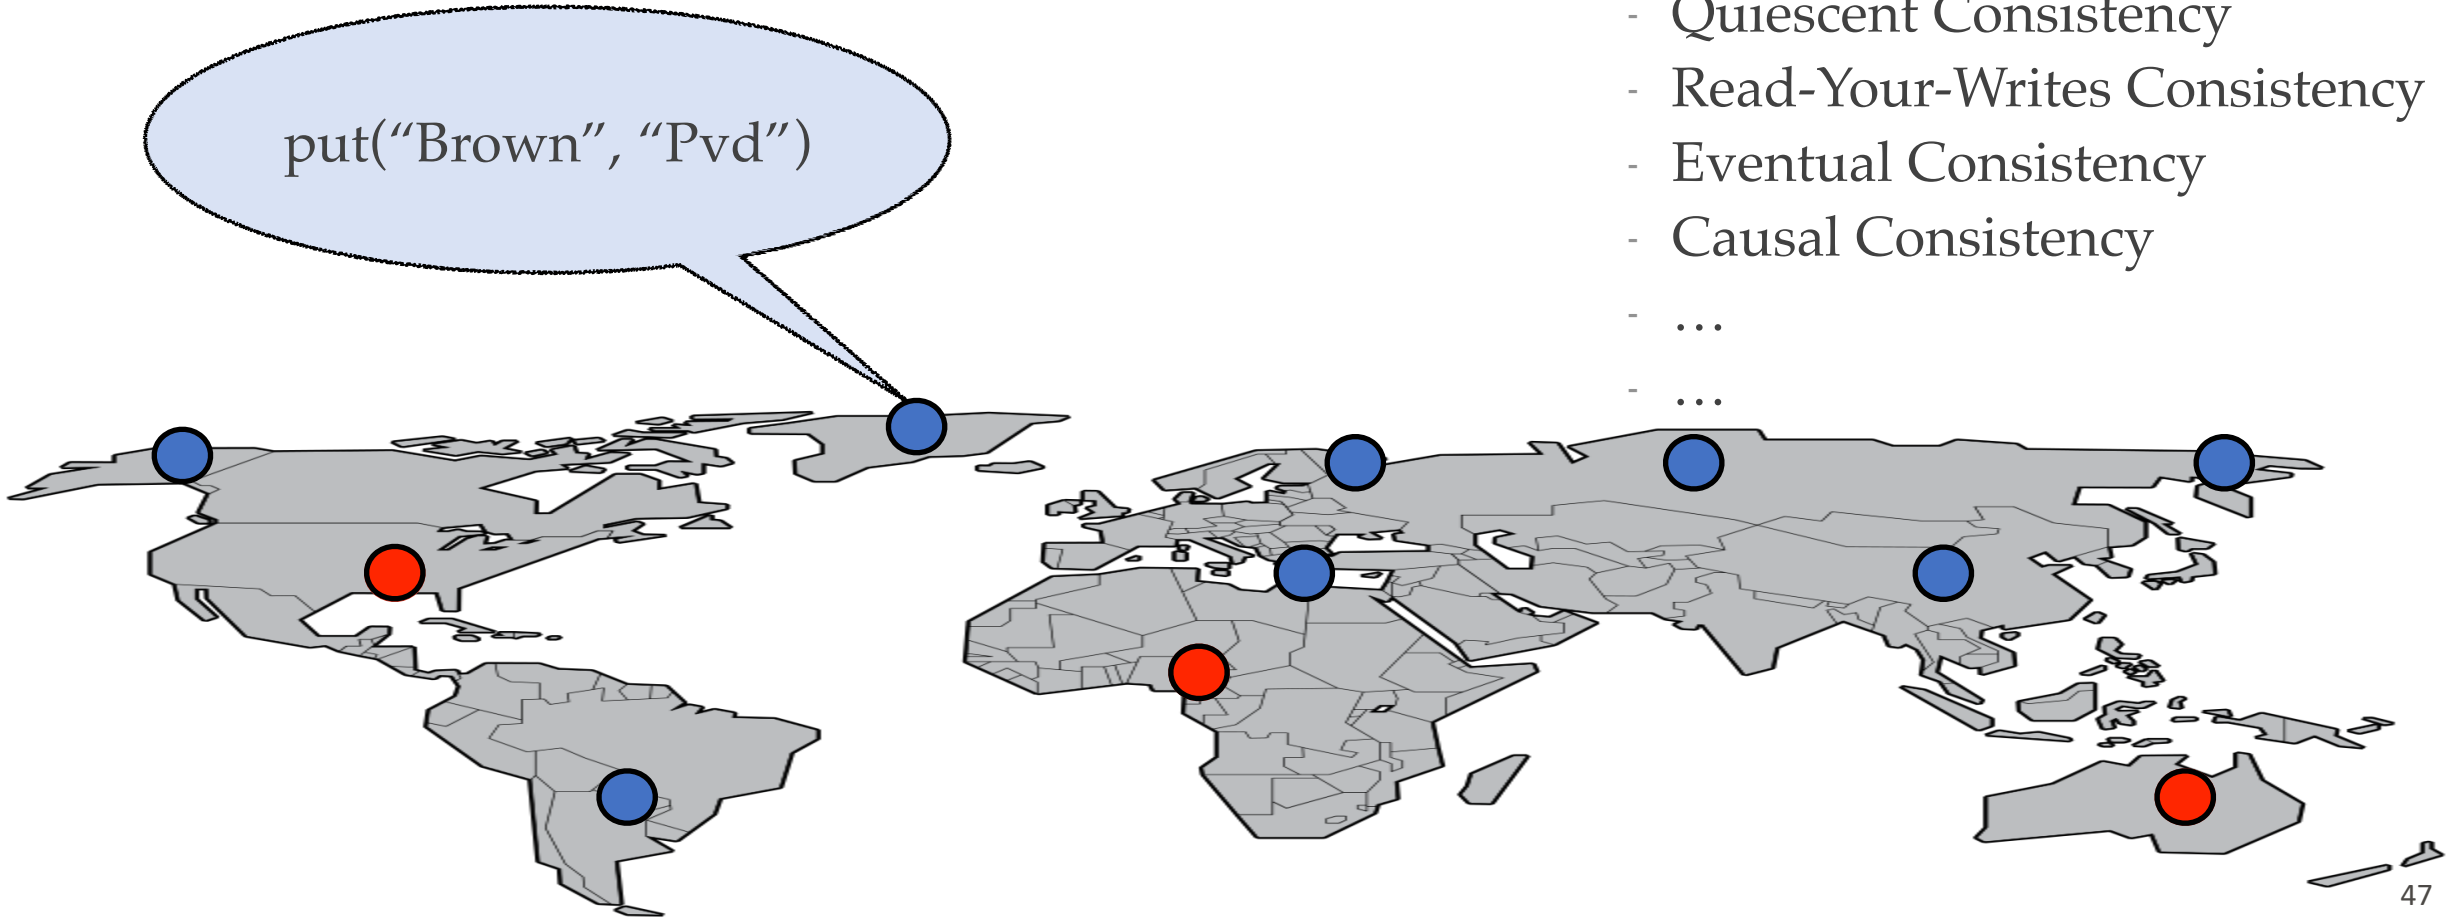 put(“Brown”, “Pvd”)
- Quiescent Consistency
- Read-Your-Writes Consistency
- Eventual Consistency
- Causal Consistency
- …
- …
47